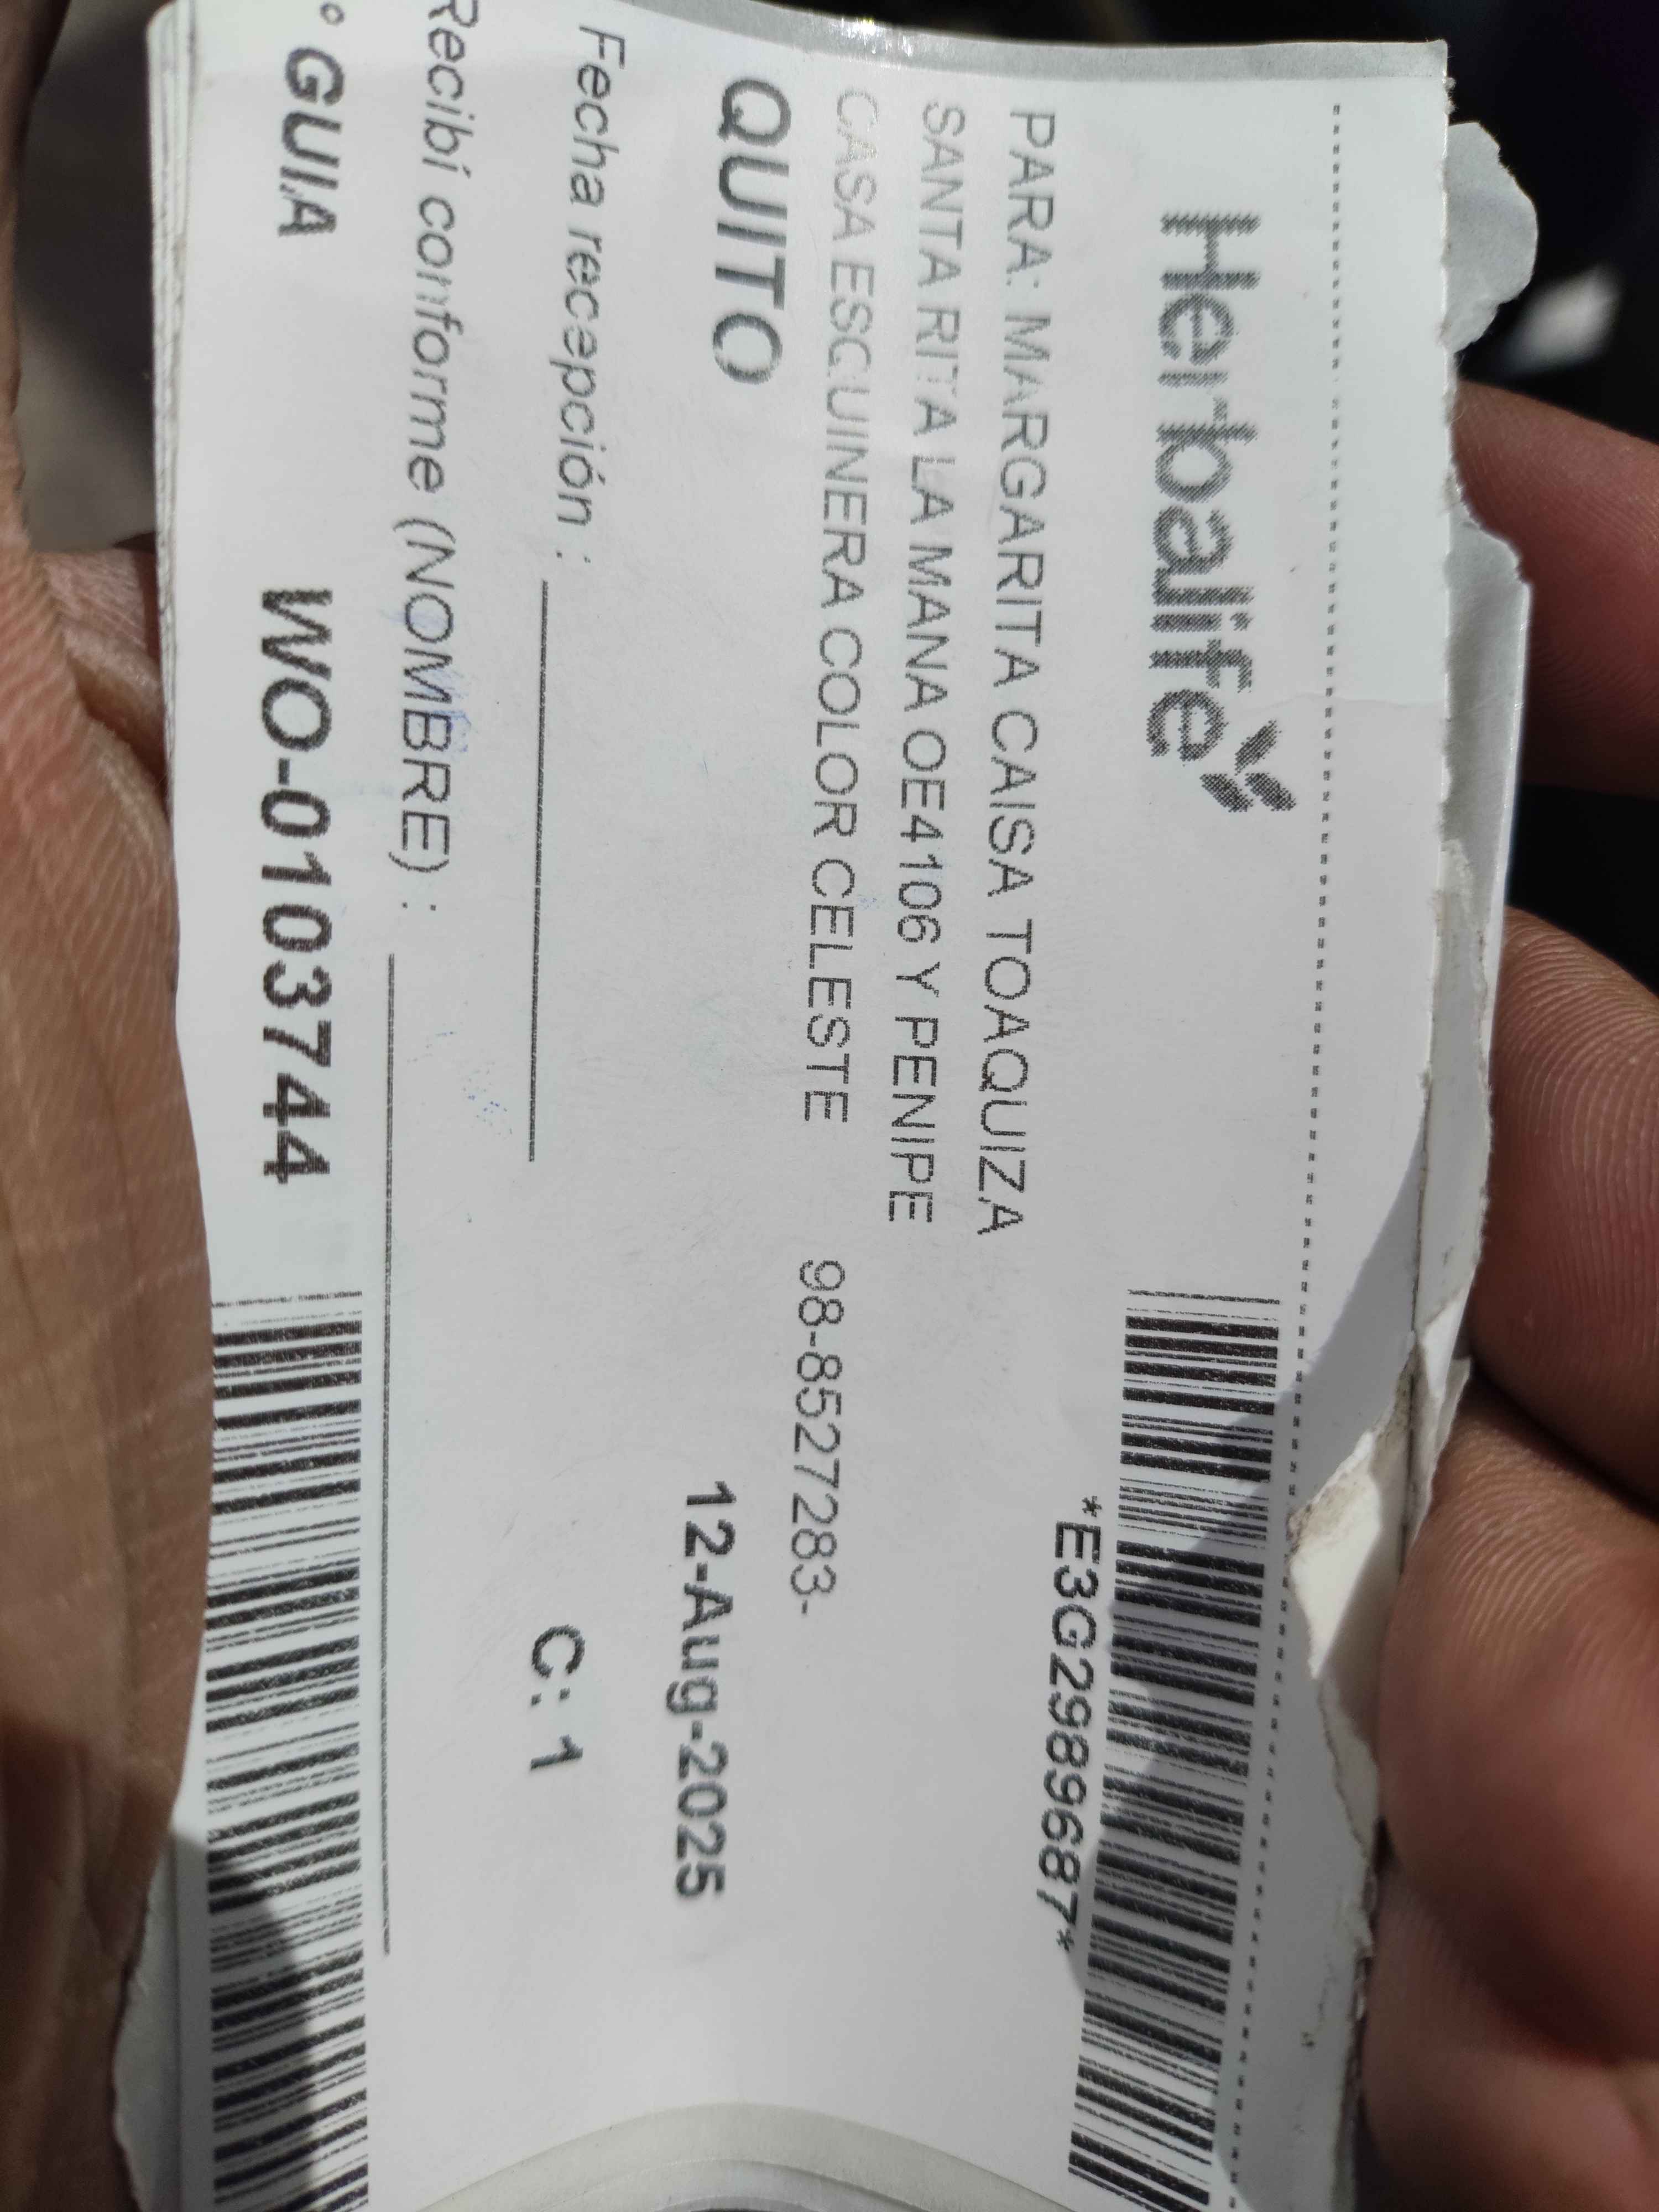 Herbalife
*E3G2989687*
PARA: MARGARITA CAISA TOAQUIZA
SANTA RITA LA MANA OE4106 Y PENIPE
CASA ESQUINERA COLOR CELESTE 98-8527283-
QUITO 12-Aug-2025
Fecha recepción :
C: 1
Recibí conforme (NOMBRE) :
° GUIA WO-0103744